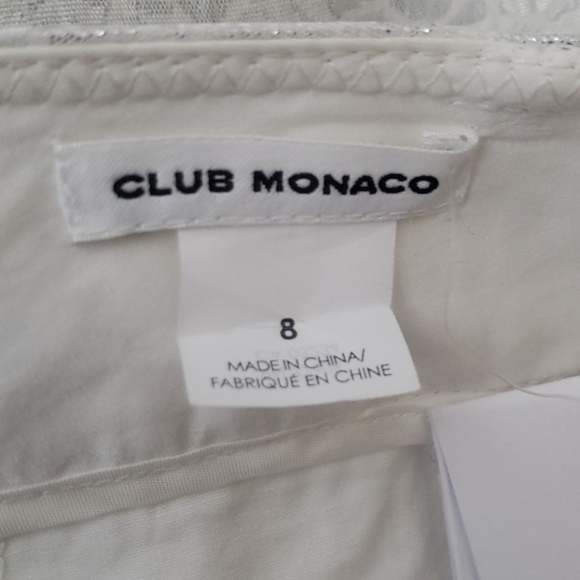 CLUB MONACO
8
MADE IN CHINA/
FABRIQUÉ EN CHINE